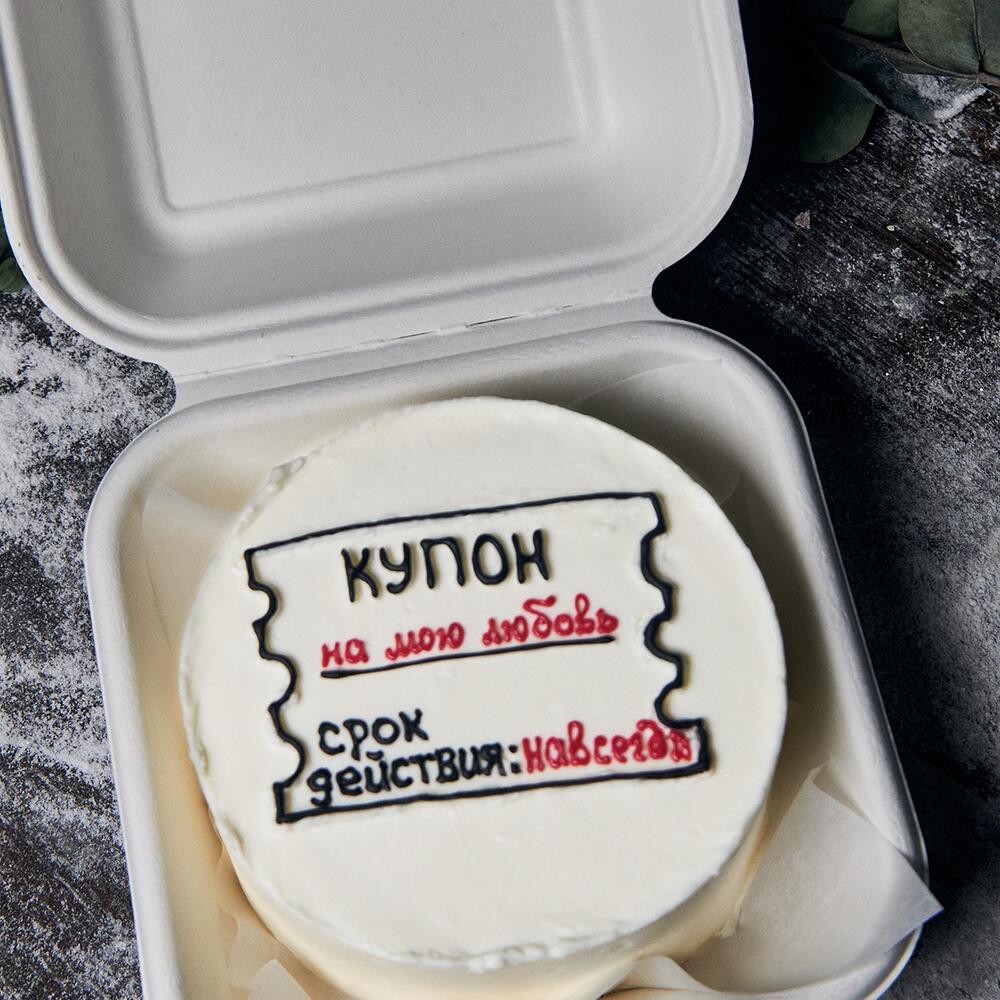 КУПОН
на мою любовь
срок
действия: навсегда